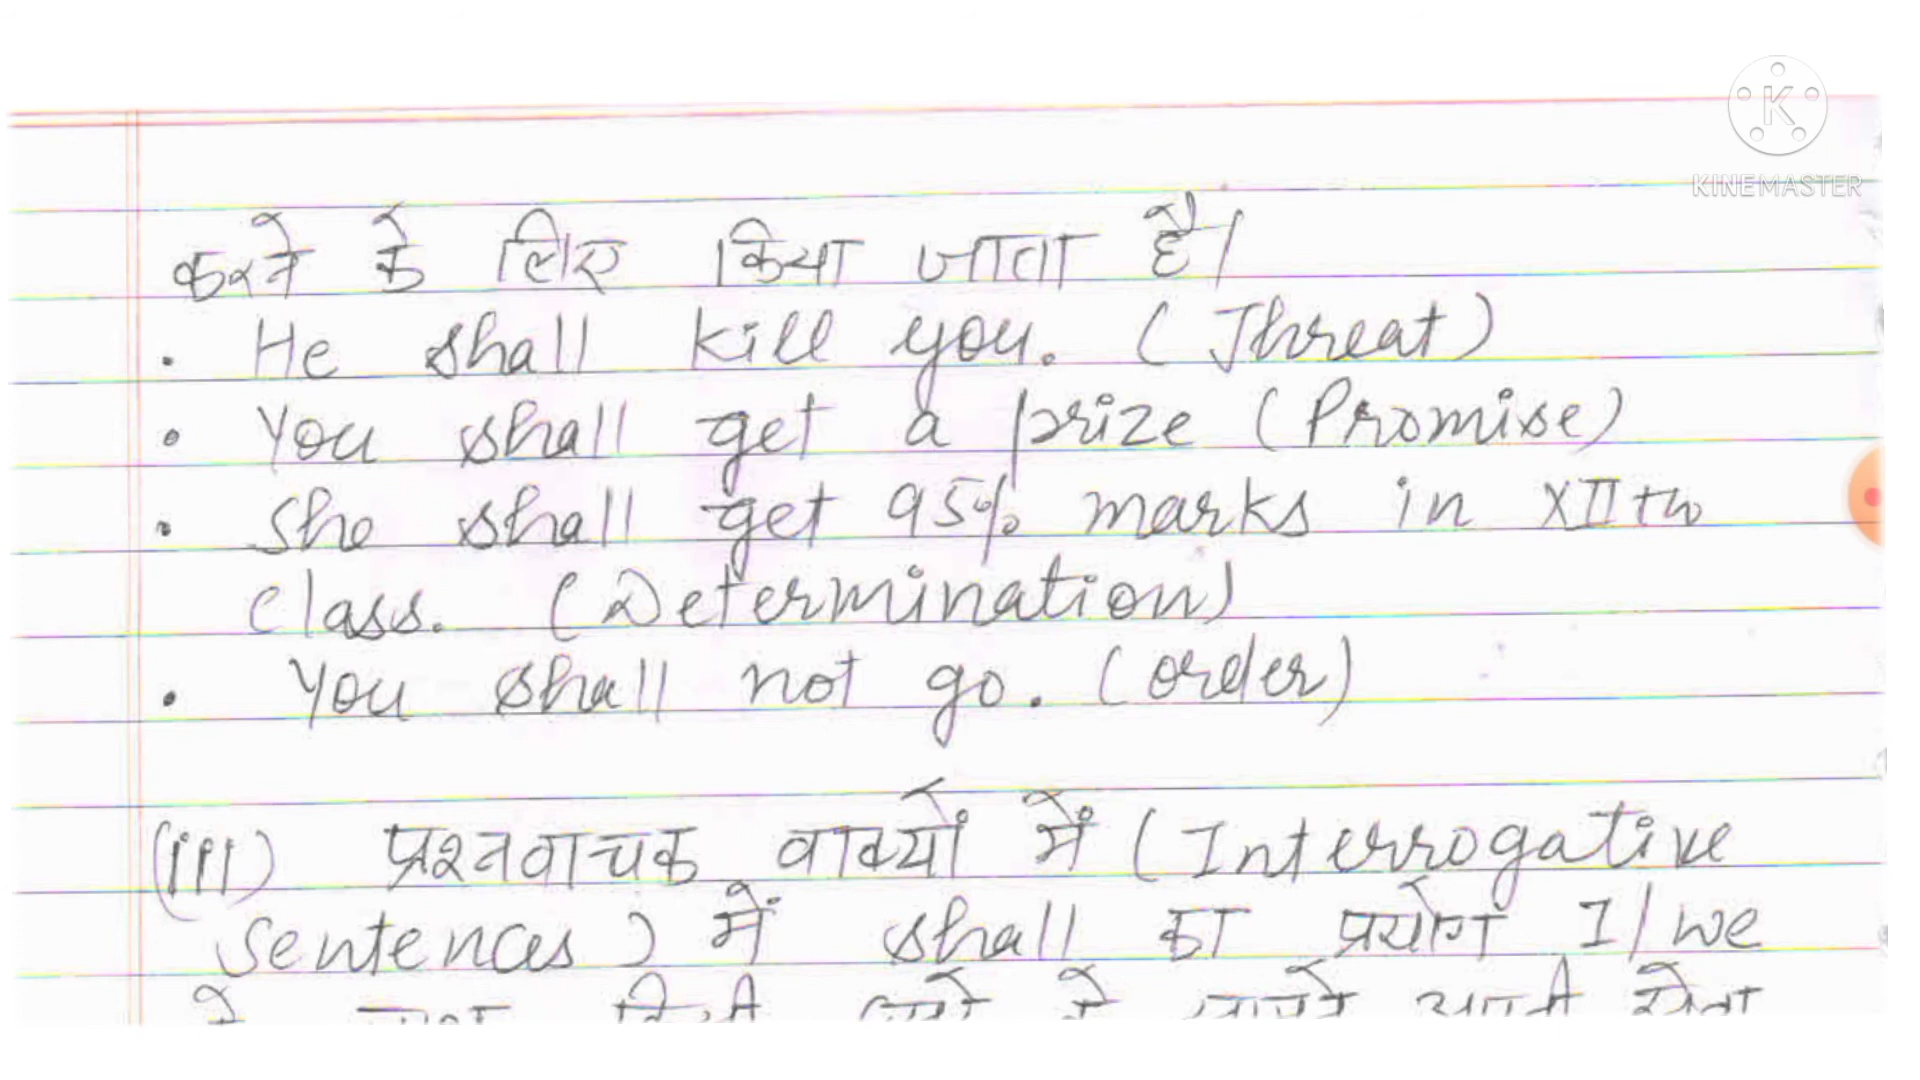 KINEMASTER
करने के लिए किया जाता है।
• He shall kill you. (Threat)
• You shall get a prize (Promise)
• She shall get 95% marks in XIIth
Class. (Determination)
• You shall not go. (order)
(iii) प्रश्नवाचक वाक्यों में (Interrogative
Sentences) में shall का प्रयोग I/we